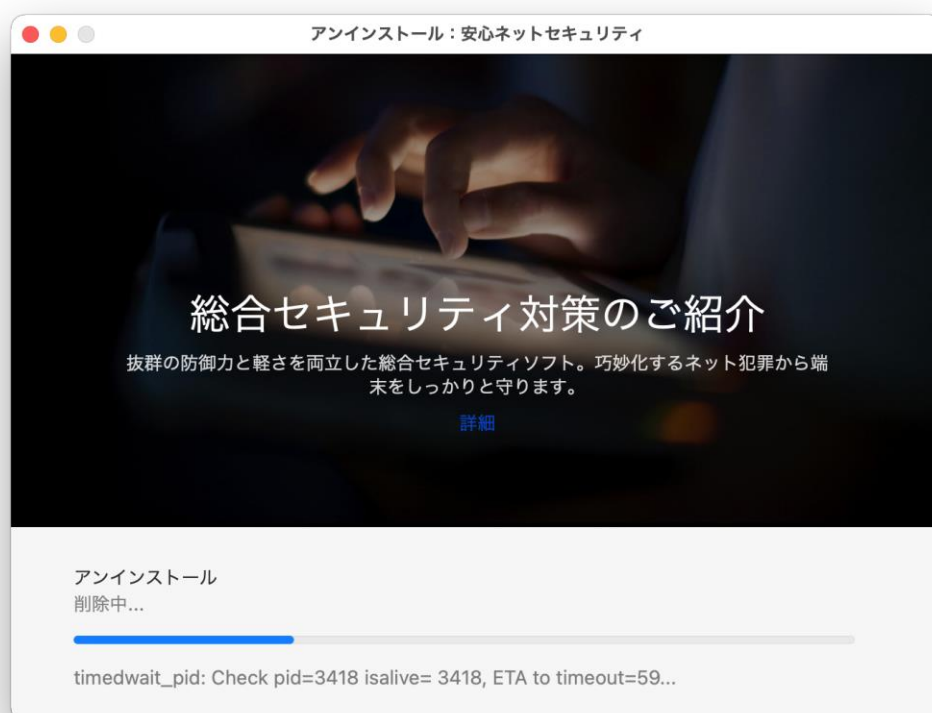 アンインストール：安心ネットセキュリティ
総合セキュリティ対策のご紹介
抜群の防御力と軽さを両立した総合セキュリティソフト。巧妙化するネット犯罪から端
末をしっかりと守ります。
詳細
アンインストール
削除中...
timedwait_pid: Check pid=3418 isalive= 3418, ETA to timeout=59...